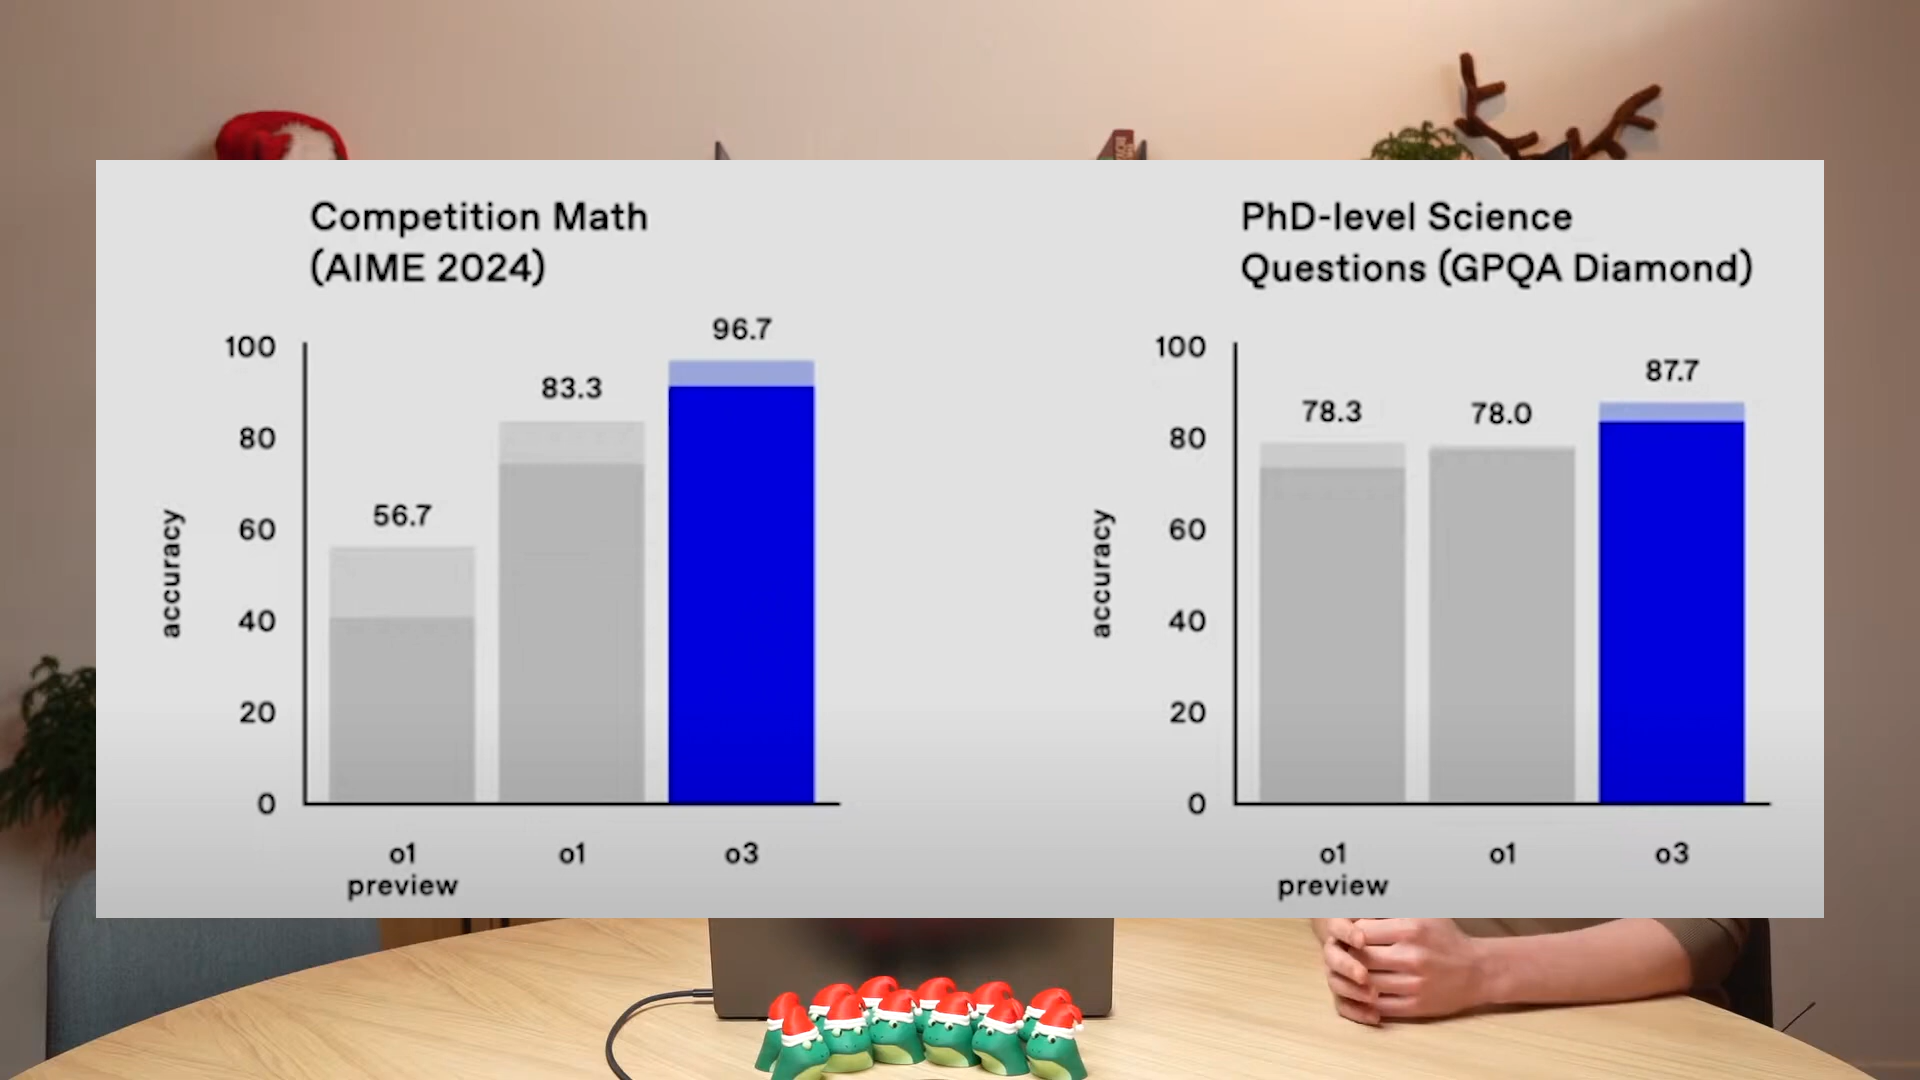 Competition Math
(AIME 2024)
100
80
60
40
20
0
accuracy
56.7
83.3
96.7
o1
preview
o1
o3
PhD-level Science
Questions (GPQA Diamond)
100
80
60
40
20
0
accuracy
78.3
78.0
87.7
o1
preview
o1
o3